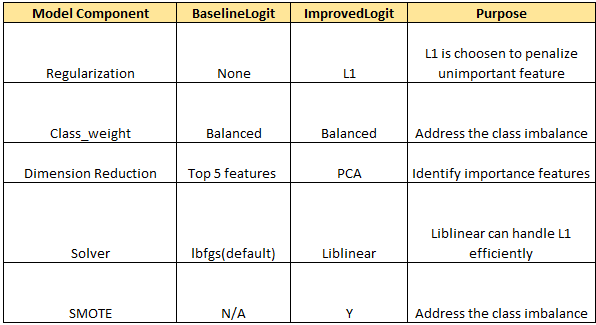 Model Component BaselineLogit ImprovedLogit Purpose
Regularization None L1 L1 is choosen to penalize
unimportant feature
Class_weight Balanced Balanced Address the class imbalance
Dimension Reduction Top 5 features PCA Identify importance features
Solver lbfgs(default) Liblinear Liblinear can handle L1
efficiently
SMOTE N/A Y Address the class imbalance